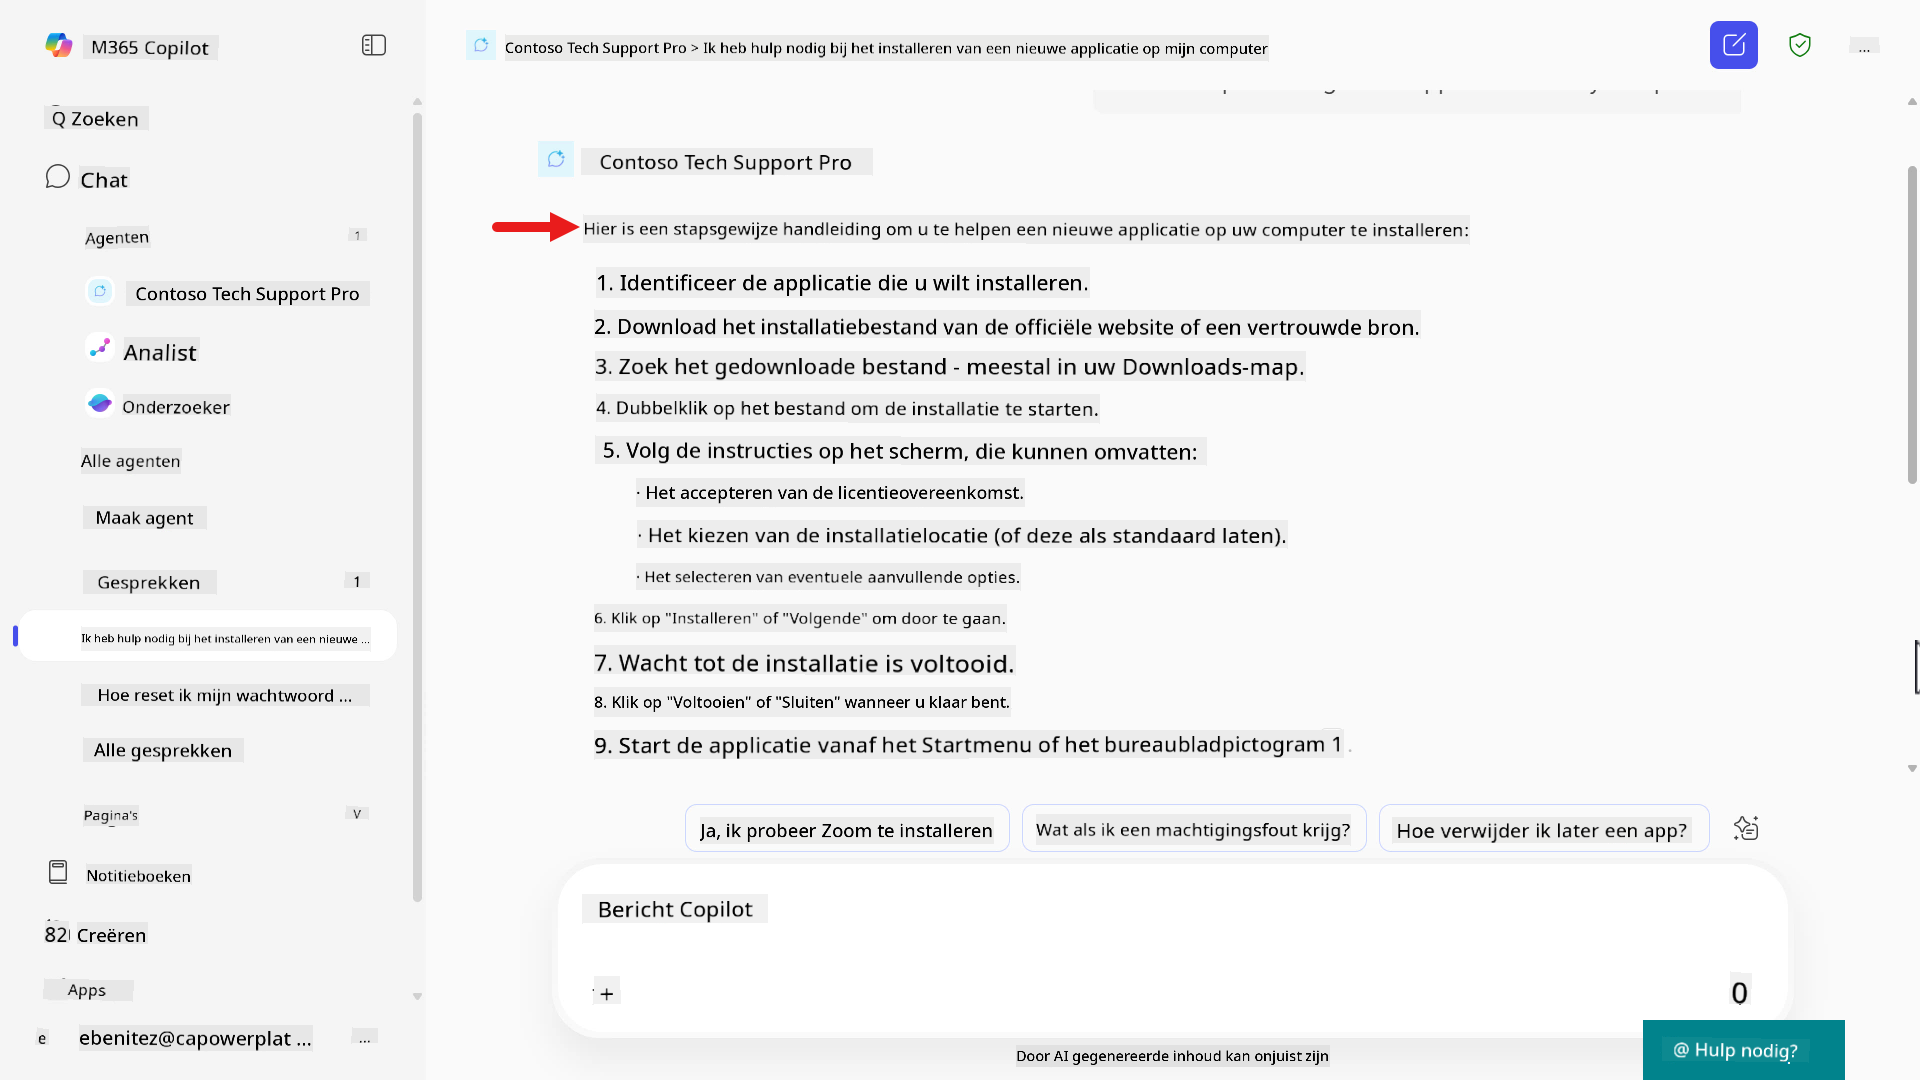 M365 Copilot
Zoeken
Chat
Agenten 1
Contoso Tech Support Pro
Analist
Onderzoeker
Alle agenten
Maak agent
Gesprekken 1
Ik heb hulp nodig bij het installeren van een nieuwe ...
Hoe reset ik mijn wachtwoord ...
Alle gesprekken
Pagina's V
Notitieboeken
82 Creëren
Apps
e ebenitez@capowerplat ... ...
Contoso Tech Support Pro > Ik heb hulp nodig bij het installeren van een nieuwe applicatie op mijn computer
...
Contoso Tech Support Pro
Hier is een stapsgewijze handleiding om u te helpen een nieuwe applicatie op uw computer te installeren:
1. Identificeer de applicatie die u wilt installeren.
2. Download het installatiebestand van de officiële website of een vertrouwde bron.
3. Zoek het gedownloade bestand - meestal in uw Downloads-map.
4. Dubbelklik op het bestand om de installatie te starten.
5. Volg de instructies op het scherm, die kunnen omvatten:
· Het accepteren van de licentieovereenkomst.
· Het kiezen van de installatielocatie (of deze als standaard laten).
· Het selecteren van eventuele aanvullende opties.
6. Klik op "Installeren" of "Volgende" om door te gaan.
7. Wacht tot de installatie is voltooid.
8. Klik op "Voltooien" of "Sluiten" wanneer u klaar bent.
9. Start de applicatie vanaf het Startmenu of het bureaubladpictogram 1 .
Ja, ik probeer Zoom te installeren
Wat als ik een machtigingsfout krijg?
Hoe verwijder ik later een app?
Bericht Copilot
+
0
Door AI gegenereerde inhoud kan onjuist zijn
@ Hulp nodig?